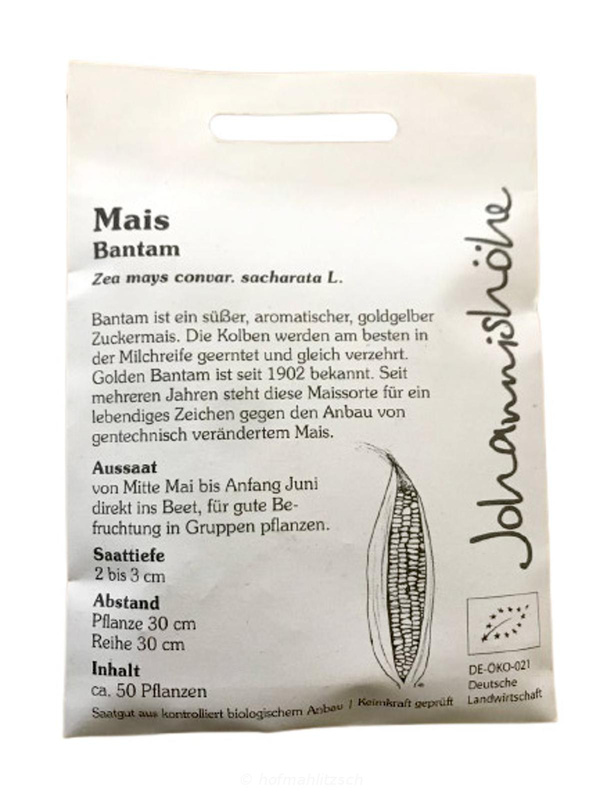 Mais
Bantam
Zea mays convar. sacharata L.
Bantam ist ein süßer, aromatischer, goldgelber
Zuckermais. Die Kolben werden am besten in
der Milchreife geerntet und gleich verzehrt.
Golden Bantam ist seit 1902 bekannt. Seit
mehreren Jahren steht diese Maissorte für ein
lebendiges Zeichen gegen den Anbau von
gentechnisch verändertem Mais.
Aussaat
von Mitte Mai bis Anfang Juni
direkt ins Beet, für gute Be-
fruchtung in Gruppen pflanzen.
Saattiefe
2 bis 3 cm
Abstand
Pflanze 30 cm
Reihe 30 cm
Inhalt
ca. 50 Pflanzen
Saatgut aus kontrolliert biologischem Anbau / Keimkraft geprüft
Johannishöhe
DE-ÖKO-021
Deutsche
Landwirtschaft
© hofmahlitzsch